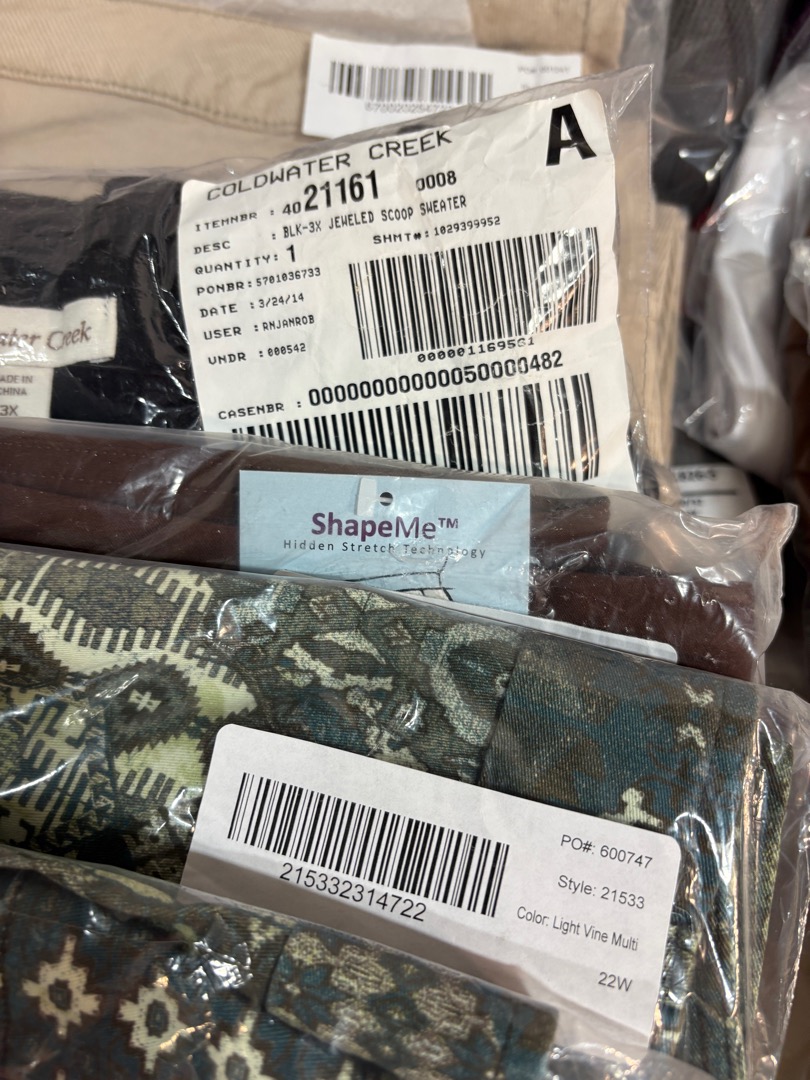 COLDWATER CREEK
A
ITEMNBR : 40 21161 0008
DESC : BLK-3X JEWELED SCOOP SWEATER
QUANTITY: 1
SHMT#: 1029399952
PONBR: 5701036733
DATE : 3/24/14
USER : RNJANROB
VNDR : 000542
CASENBR : 00000000000050000482
Creek
MADE IN
CHINA
3X
ShapeMe™
Hidden Stretch Technology
215332314722
PO#: 600747
Style: 21533
Color: Light Vine Multi
22W